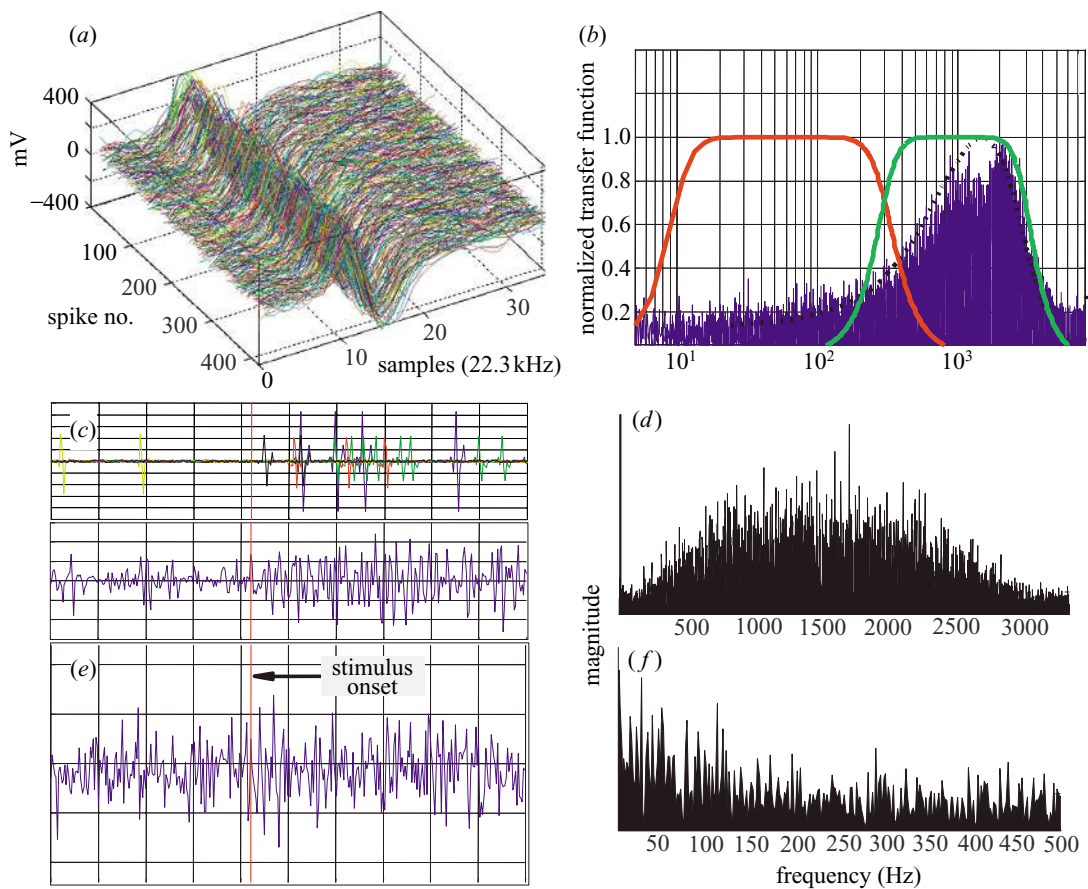 (a)
400
0
−400
mV
100
200
300
400
spike no.
0
10
20
30
samples (22.3 kHz)
(b)
normalized transfer function
1.0
0.8
0.6
0.4
0.2
10¹
10²
10³
(c)
(d)
500 1000 1500 2000 2500 3000
(e)
stimulus
onset
magnitude
(f)
50 100 150 200 250 300 350 400 450 500
frequency (Hz)